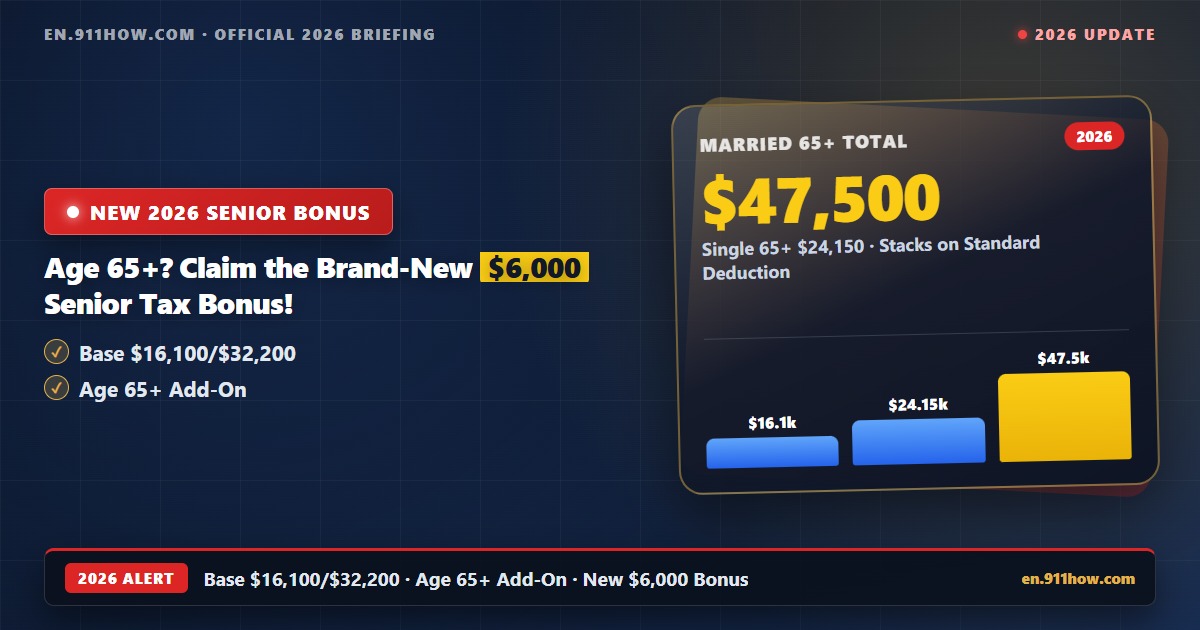 EN.911HOW.COM · OFFICIAL 2026 BRIEFING
2026 UPDATE
NEW 2026 SENIOR BONUS
Age 65+? Claim the Brand-New $6,000
Senior Tax Bonus!
✓ Base $16,100/$32,200
✓ Age 65+ Add-On
MARRIED 65+ TOTAL
2026
$47,500
Single 65+ $24,150 · Stacks on Standard
Deduction
$16.1k
$24.15k
$47.5k
2026 ALERT
Base $16,100/$32,200 · Age 65+ Add-On · New $6,000 Bonus
en.911how.com